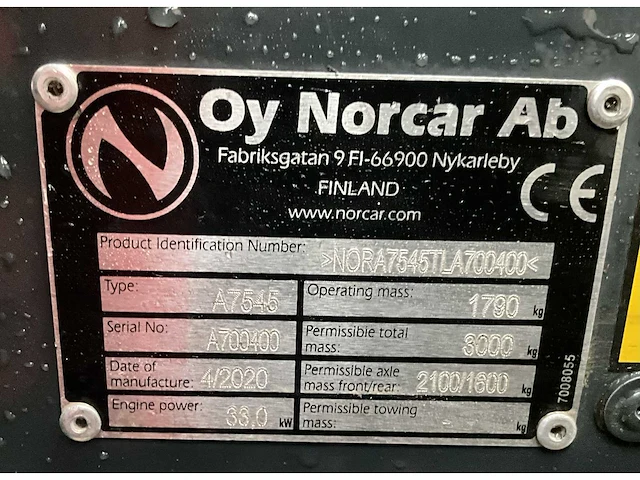 Oy Norcar Ab
Fabriksgatan 9 FI-66900 Nykarleby
FINLAND
www.norcar.com
CE
Product Identification Number: >NORA7545TLA700400<
Type: A7545
Operating mass: 1790 kg
Serial No: A700400
Permissible total mass: 3000 kg
Date of manufacture: 4/2020
Permissible axle mass front/rear: 2100/1600 kg
Engine power: 33,0 kW
Permissible towing mass: kg
7008055